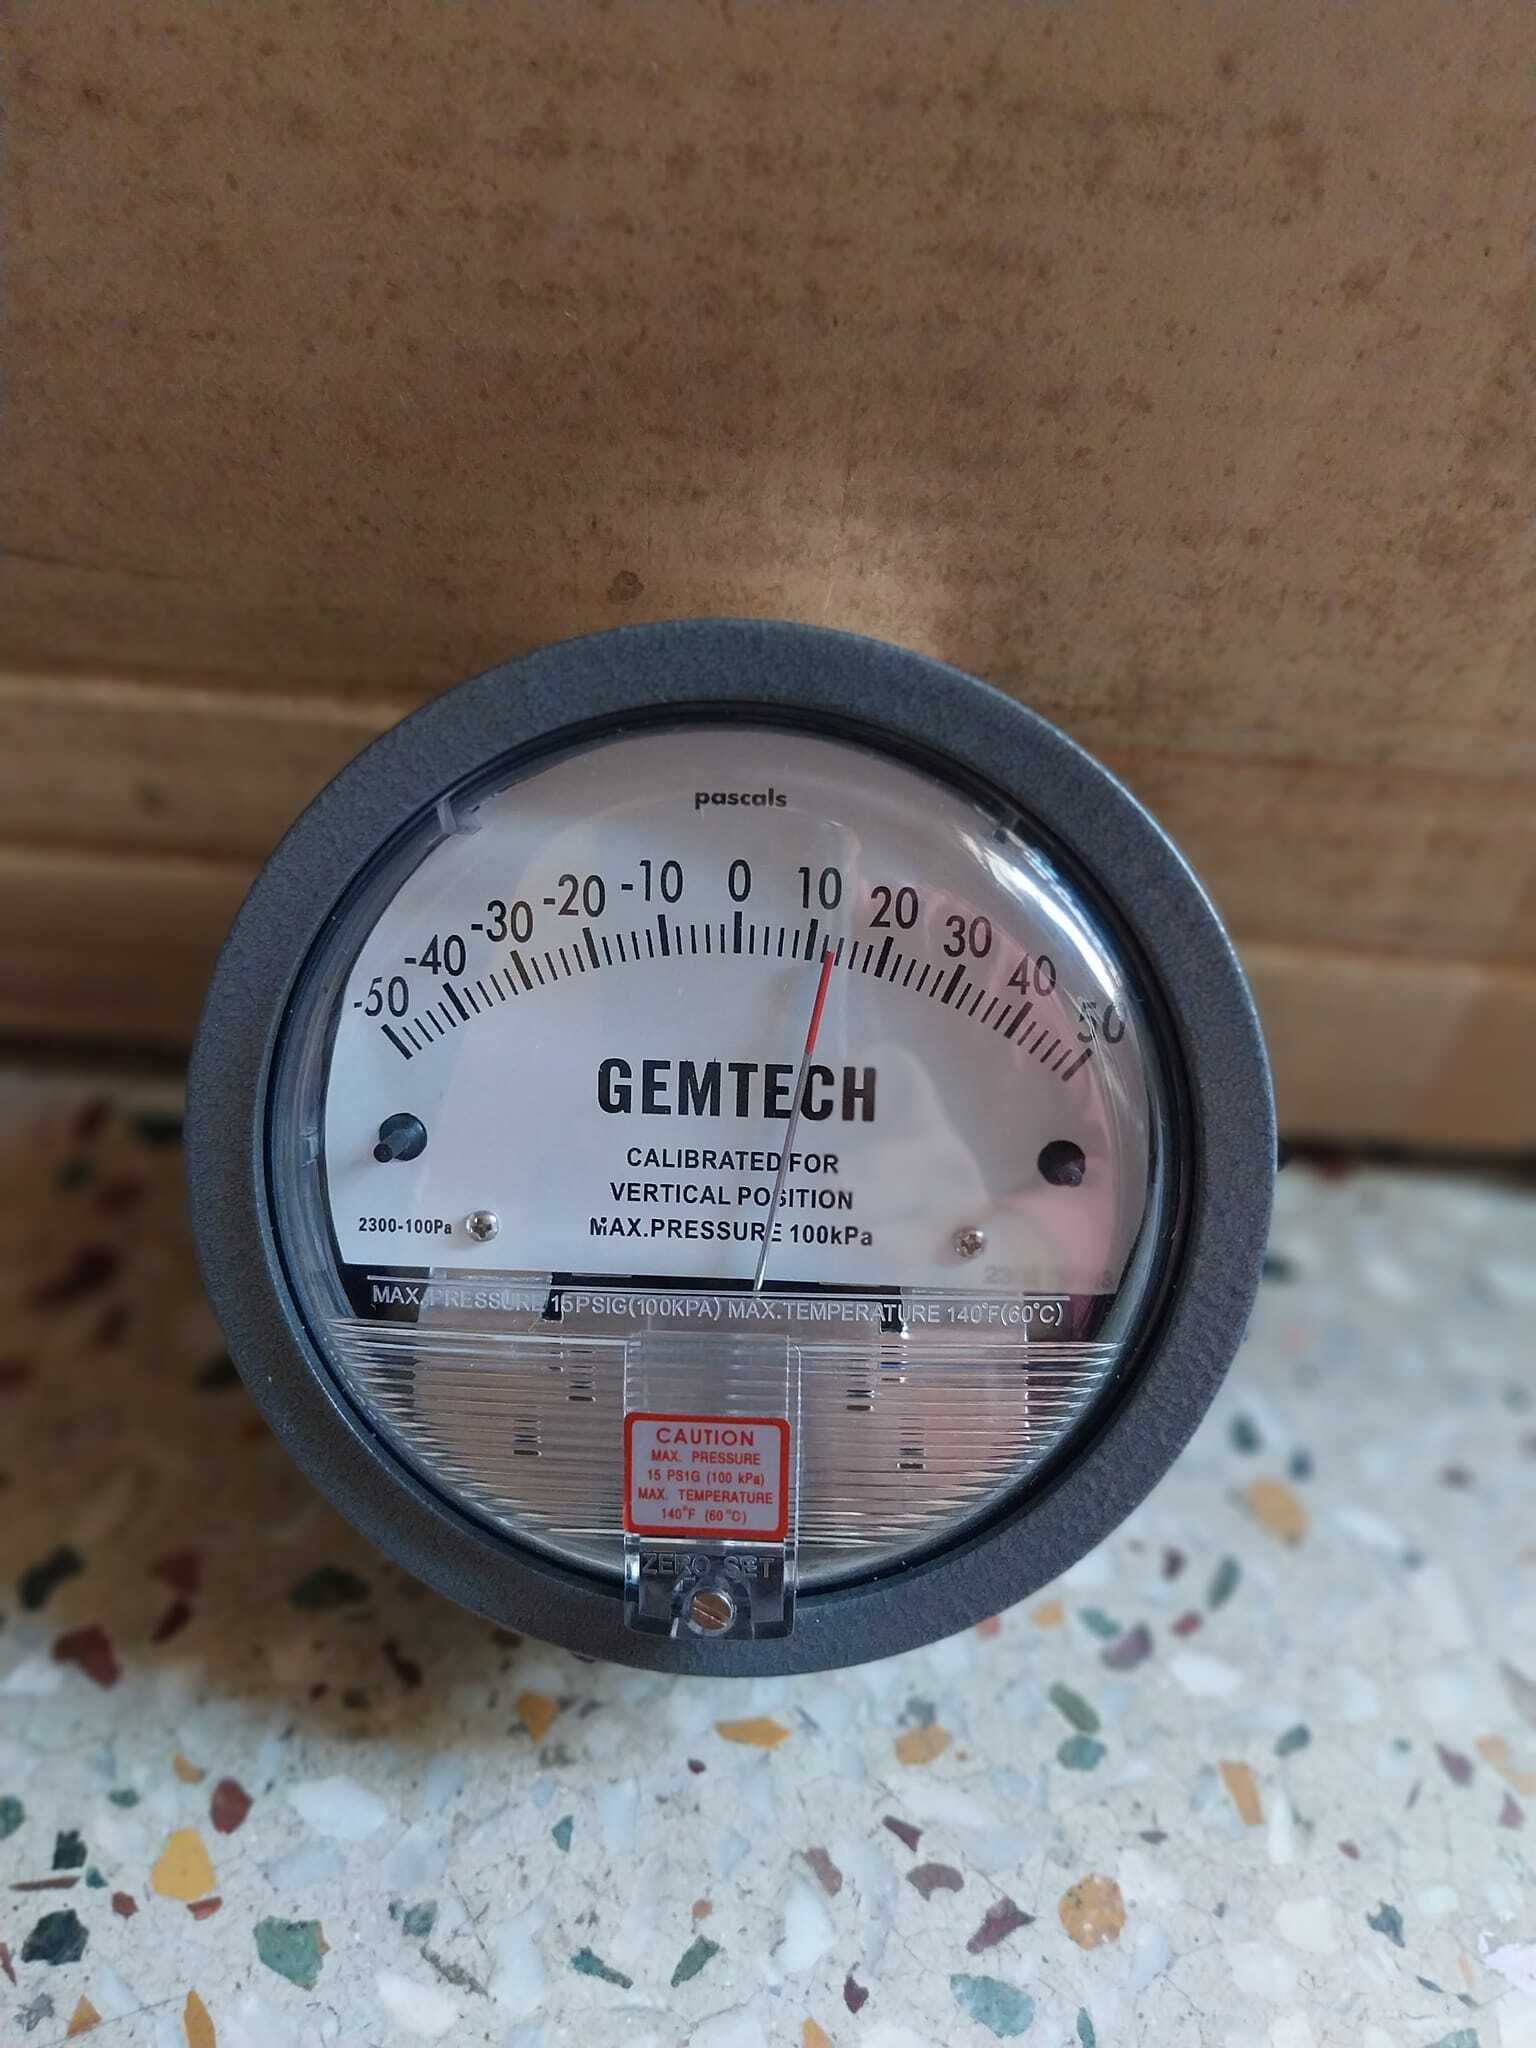 pascals
-50 -40 -30 -20 -10 0 10 20 30 40 50
GEMTECH
CALIBRATED FOR
VERTICAL POSITION
2300-100Pa MAX.PRESSURE 100kPa
MAX.PRESSURE 15PSIG(100KPA) MAX.TEMPERATURE 140°F(60°C)
CAUTION
MAX. PRESSURE
15 PS1G (100 kPa)
MAX. TEMPERATURE
140°F (60°C)
ZERO SET